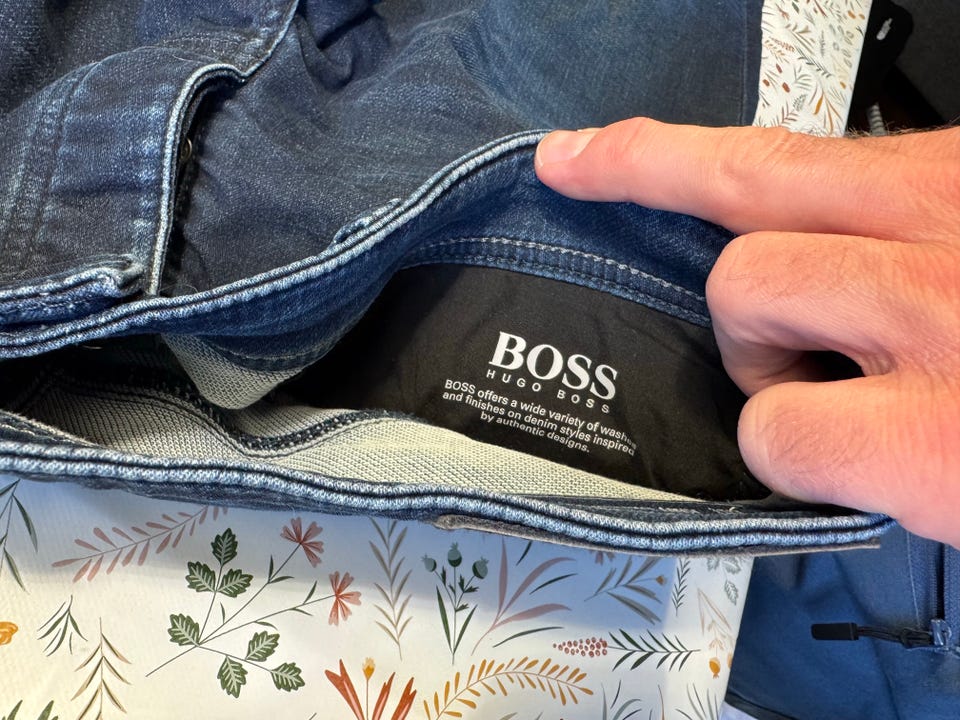 BOSS
HUGO BOSS
BOSS offers a wide variety of washes
and finishes on denim styles inspired
by authentic designs.